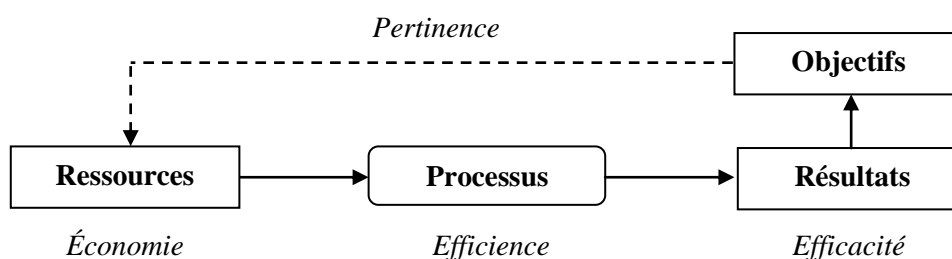 Pertinence
Objectifs
Ressources
Processus
Résultats
Économie
Efficience
Efficacité